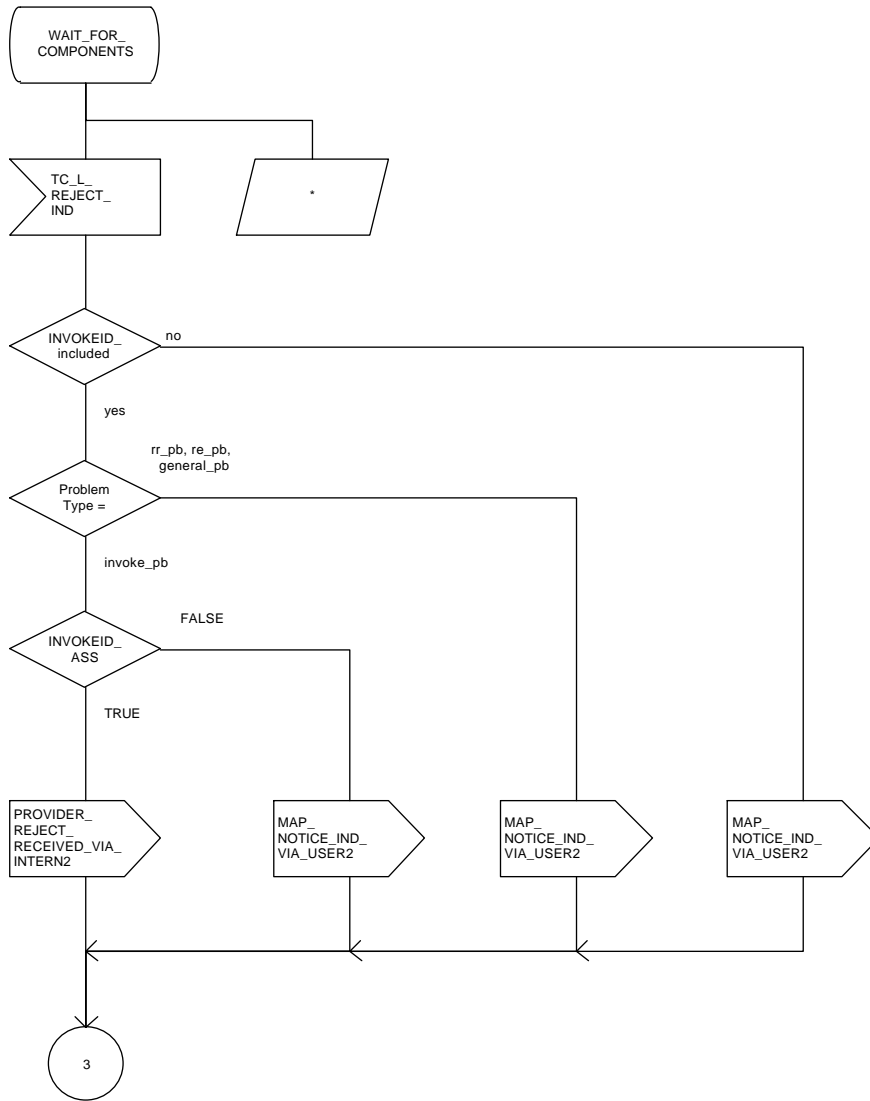 WAIT_FOR_
COMPONENTS
TC_L_
REJECT_
IND
*
INVOKEID_
included
no
yes
rr_pb, re_pb,
general_pb
Problem
Type =
invoke_pb
FALSE
INVOKEID_
ASS
TRUE
PROVIDER_
REJECT_
RECEIVED_VIA_
INTERN2
MAP_
NOTICE_IND_
VIA_USER2
MAP_
NOTICE_IND_
VIA_USER2
MAP_
NOTICE_IND_
VIA_USER2
3